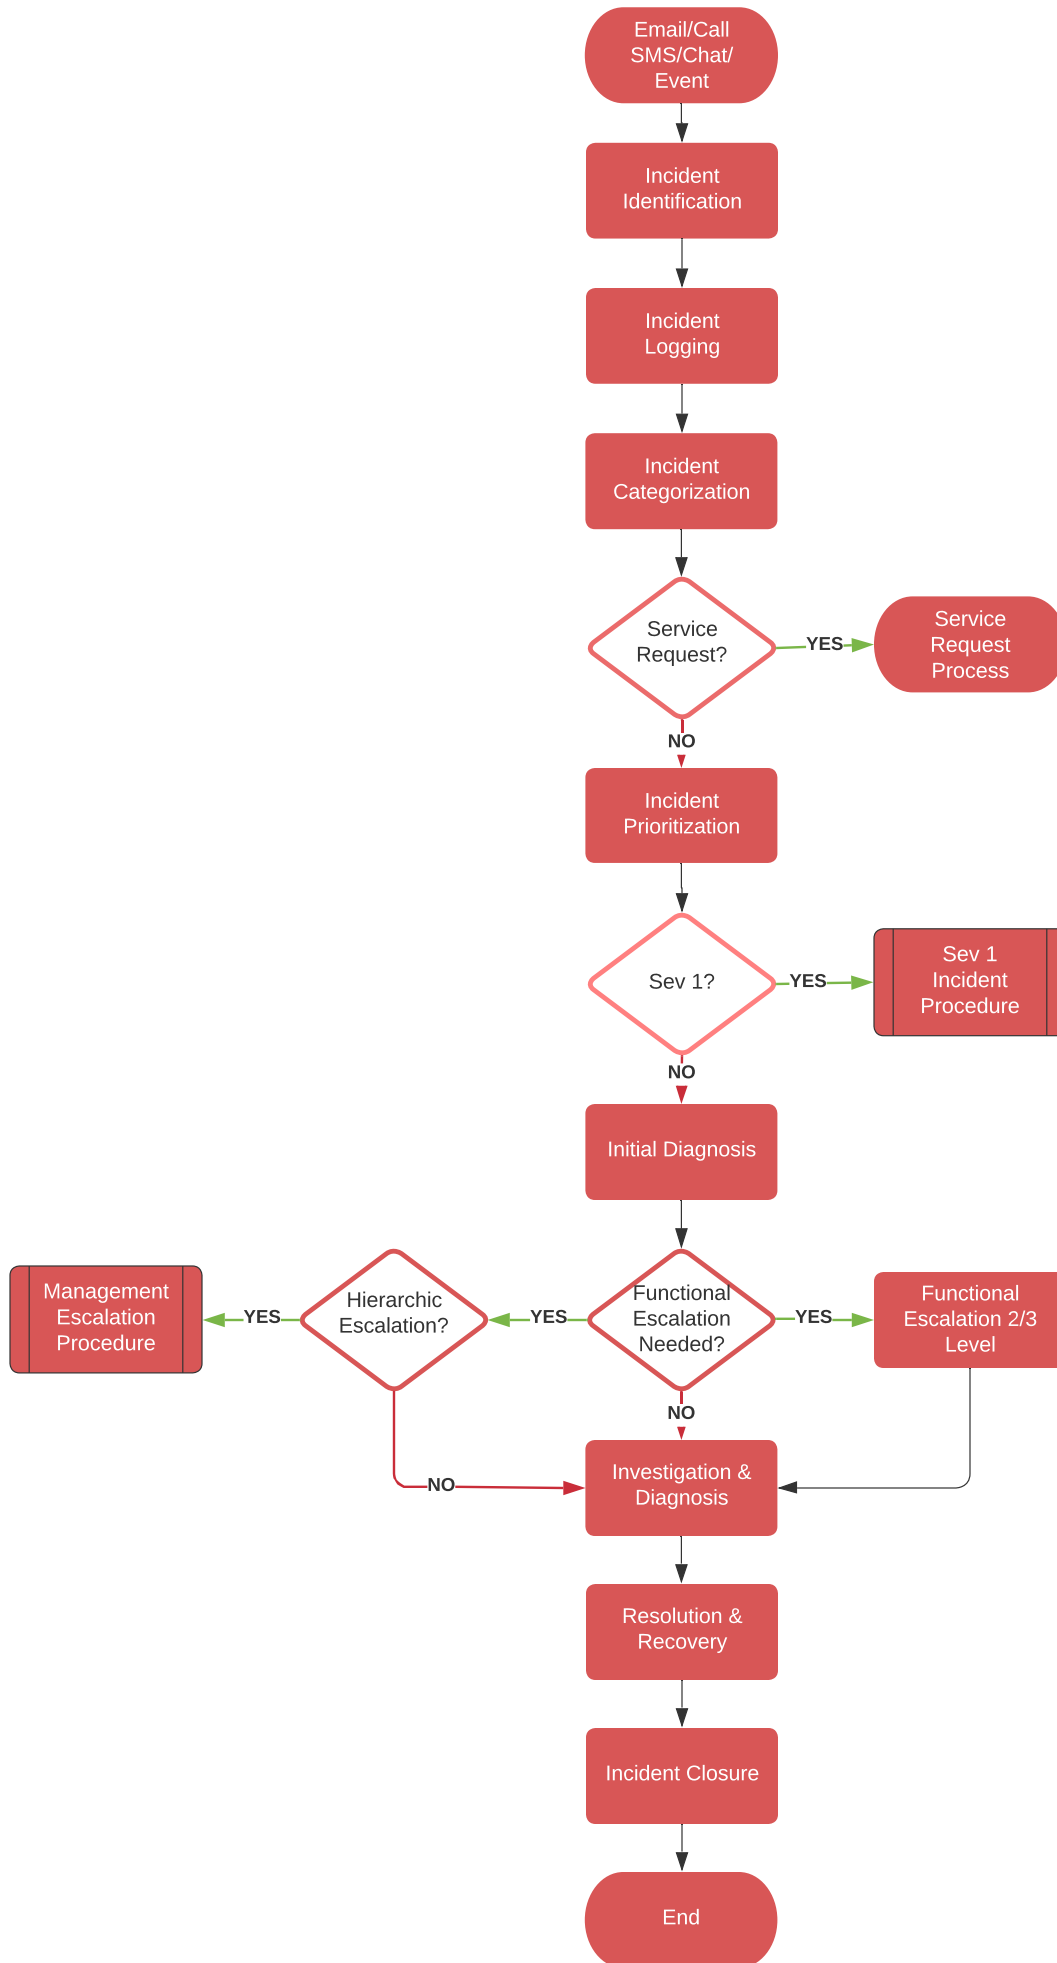 Email/Call
SMS/Chat/
Event
Incident
Identification
Incident
Logging
Incident
Categorization
Service
Request?
YES
Service
Request
Process
NO
Incident
Prioritization
Sev 1?
YES
Sev 1
Incident
Procedure
NO
Initial Diagnosis
Management
Escalation
Procedure
YES
Hierarchic
Escalation?
YES
Functional
Escalation
Needed?
YES
Functional
Escalation 2/3
Level
NO
NO
Investigation &
Diagnosis
Resolution &
Recovery
Incident Closure
End